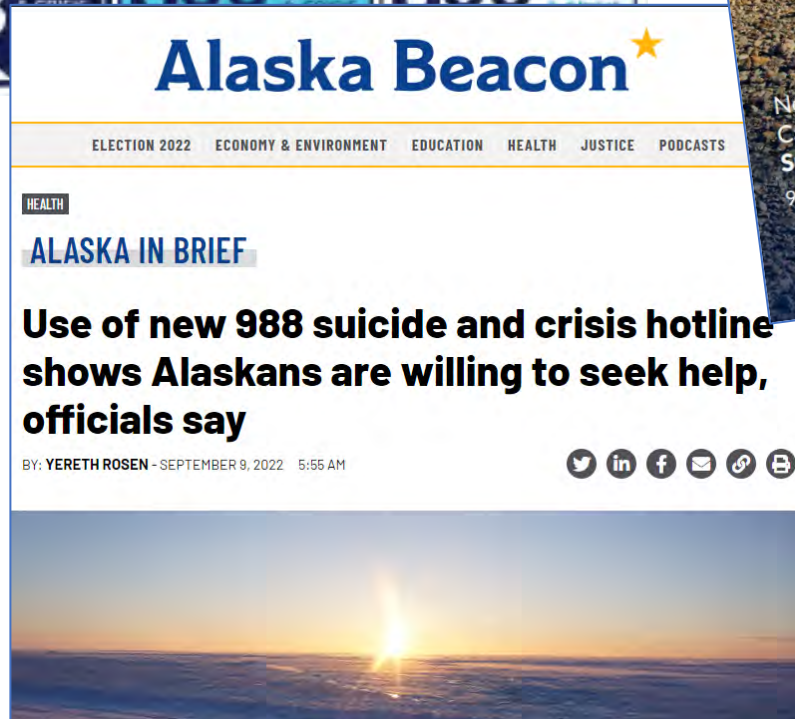 Alaska Beacon
ELECTION 2022 ECONOMY & ENVIRONMENT EDUCATION HEALTH JUSTICE PODCASTS
HEALTH
ALASKA IN BRIEF
Use of new 988 suicide and crisis hotline
shows Alaskans are willing to seek help,
officials say
BY: YERETH ROSEN - SEPTEMBER 9, 2022 5:55 AM